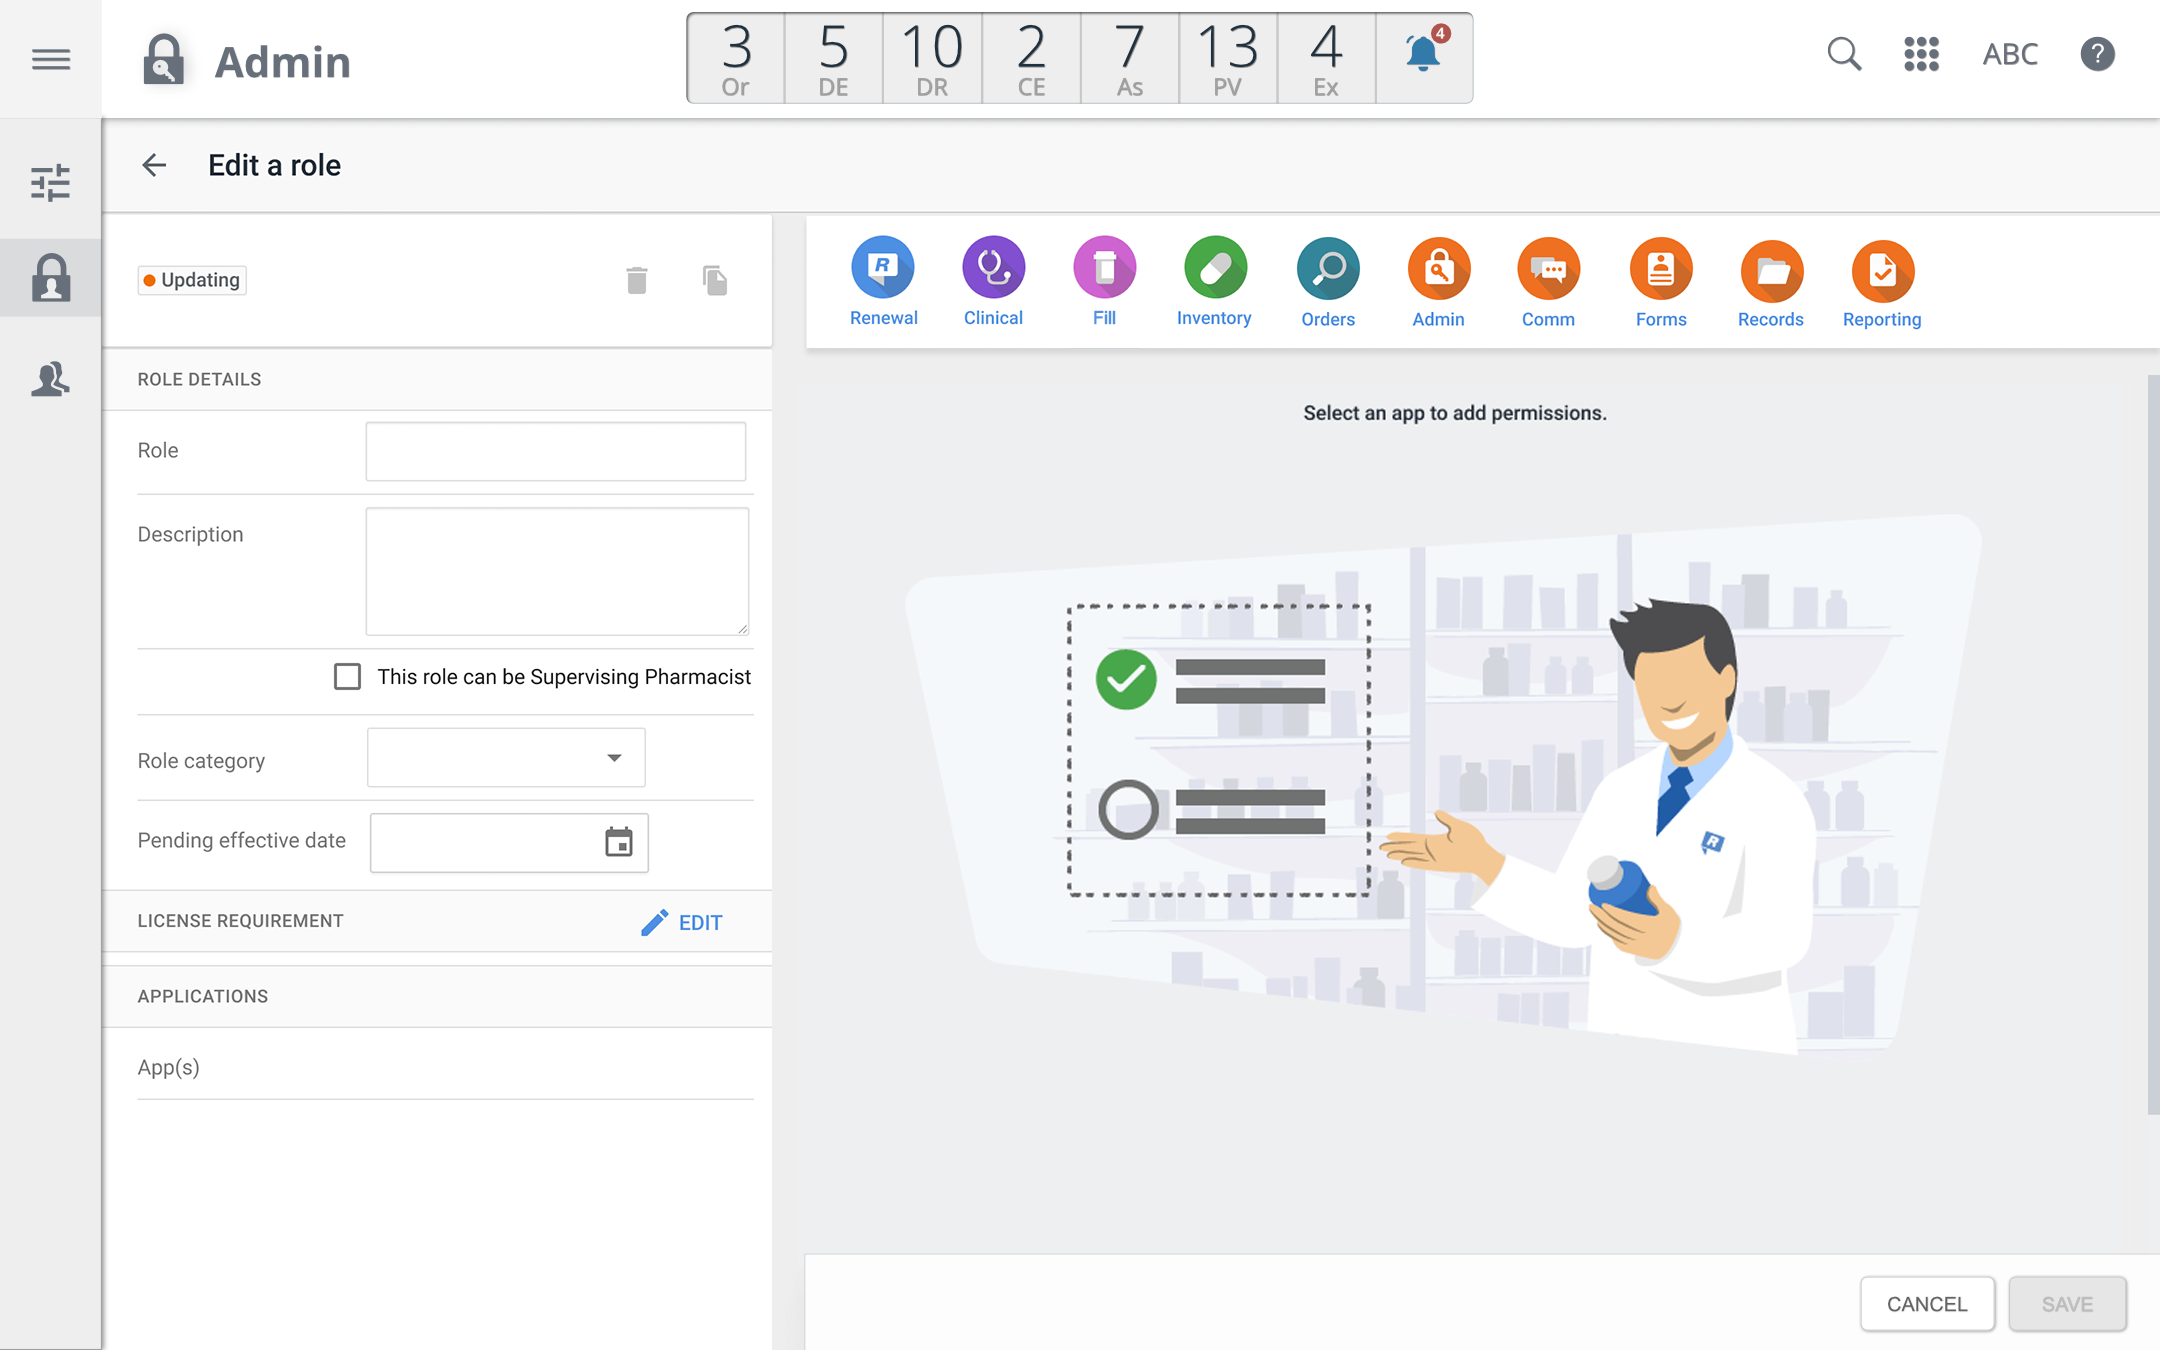 Admin
3 5 10 2 7 13 4 4
Or DE DR CE As PV Ex
ABC ?
Edit a role
Updating
R
Renewal Clinical Fill Inventory Orders Admin Comm Forms Records Reporting
ROLE DETAILS
Select an app to add permissions.
Role
Description
This role can be Supervising Pharmacist
Role category
Pending effective date
R
LICENSE REQUIREMENT EDIT
APPLICATIONS
App(s)
CANCEL SAVE